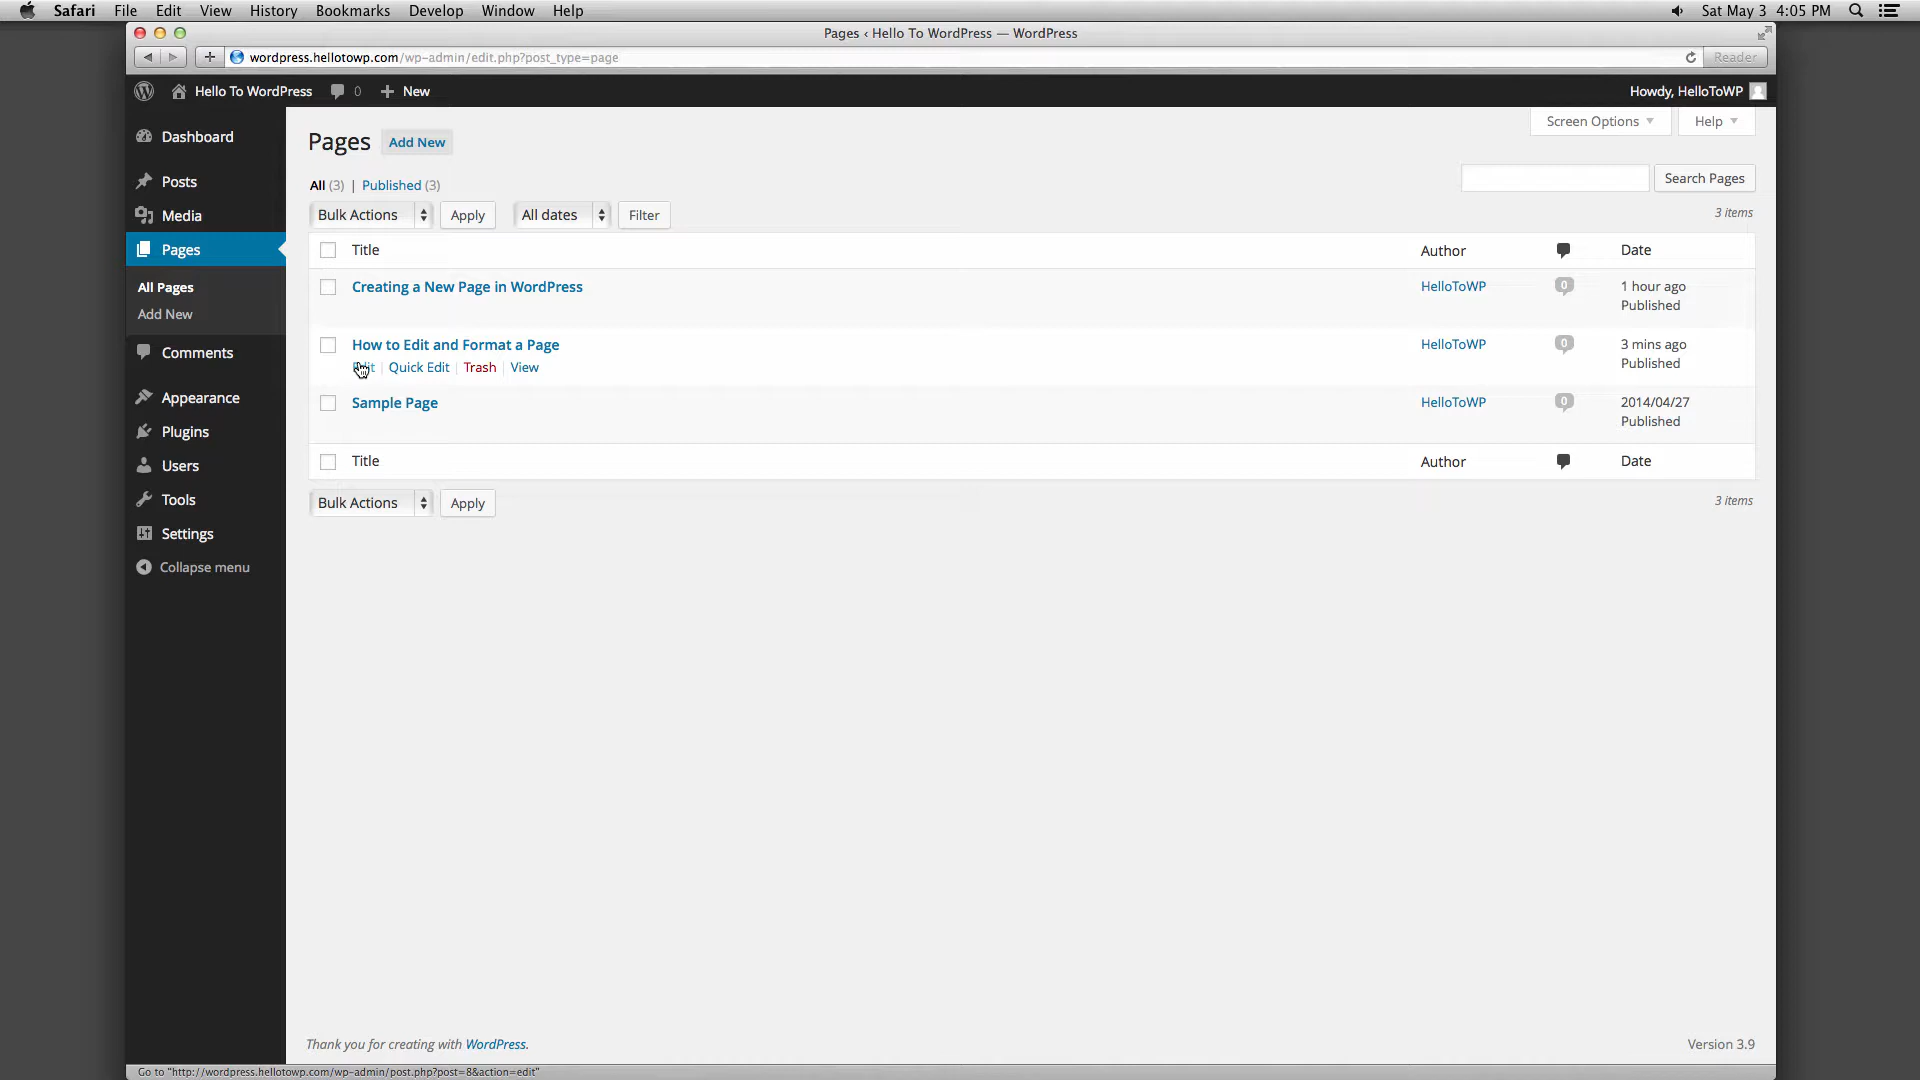 Safari File Edit View History Bookmarks Develop Window Help Sat May 3 4:05 PM
Pages ‹ Hello To WordPress — WordPress
wordpress.hellotowp.com/wp-admin/edit.php?post_type=page Reader
Hello To WordPress 0 New Howdy, HelloToWP
Dashboard
Posts
Media
Pages
All Pages
Add New
Comments
Appearance
Plugins
Users
Tools
Settings
Collapse menu
Screen Options Help
Pages Add New
All (3) | Published (3)
Search Pages
Bulk Actions Apply All dates Filter 3 items
Title Author Date
Creating a New Page in WordPress HelloToWP 0 1 hour ago
Published
How to Edit and Format a Page HelloToWP 0 3 mins ago
Quick Edit | Trash | View Published
Sample Page HelloToWP 0 2014/04/27
Published
Title Author Date
Bulk Actions Apply 3 items
Thank you for creating with WordPress. Version 3.9
Go to "http://wordpress.hellotowp.com/wp-admin/post.php?post=8&action=edit"